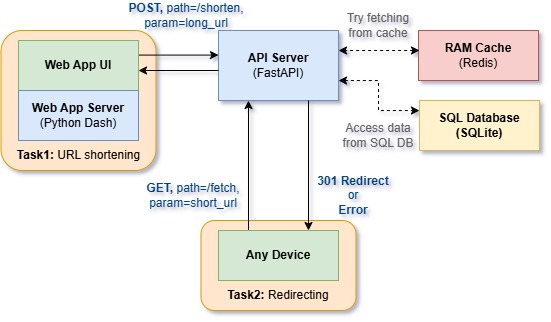 POST, path=/shorten,
param=long_url
Web App UI
Web App Server
(Python Dash)
Task1: URL shortening
API Server
(FastAPI)
Try fetching
from cache
RAM Cache
(Redis)
Access data
from SQL DB
SQL Database
(SQLite)
GET, path=/fetch,
param=short_url
301 Redirect
or
Error
Any Device
Task2: Redirecting